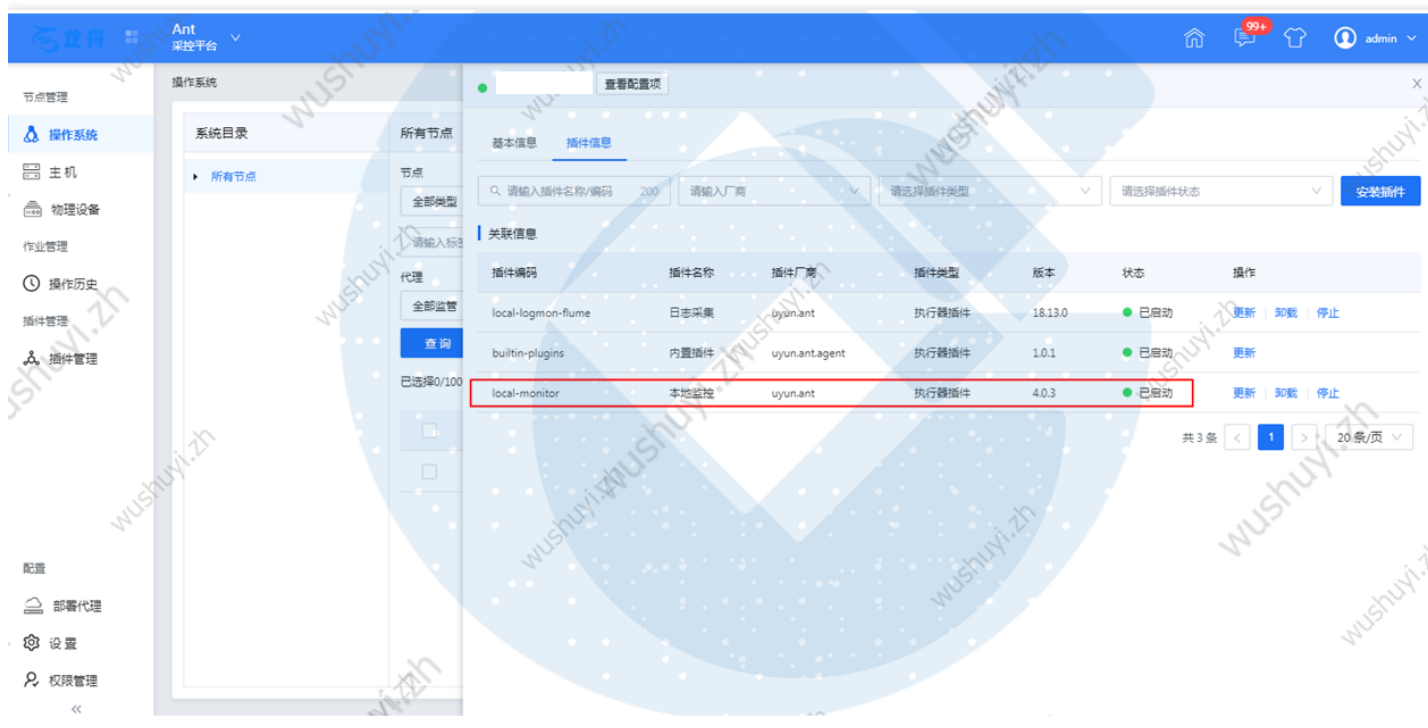 龙舟
Ant
采控平台
99+
admin
节点管理
操作系统
主机
物理设备
作业管理
操作历史
插件管理
插件管理
配置
部署代理
设置
权限管理
操作系统
系统目录
所有节点
所有节点
节点
全部类型
请输入标签
代理
全部监管
查询
已选择0/100
查看配置项
基本信息 插件信息
请输入插件名称/编码 200 请输入厂商 请选择插件类型 请选择插件状态 安装插件
关联信息
插件编码 插件名称 插件厂商 插件类型 版本 状态 操作
local-logmon-flume 日志采集 uyun.ant 执行器插件 18.13.0 已启动 更新 卸载 停止
builtin-plugins 内置插件 uyun.ant.agent 执行器插件 1.0.1 已启动 更新
local-monitor 本地监控 uyun.ant 执行器插件 4.0.3 已启动 更新 卸载 停止
共 3 条 < 1 > 20 条/页
wushuyi.zh